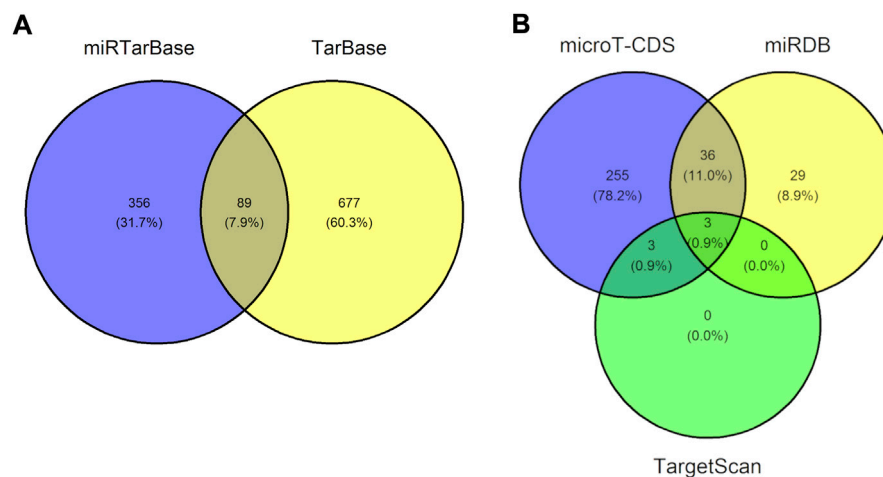 A
miRTarBase
TarBase
356
(31.7%)
89
(7.9%)
677
(60.3%)
B
microT-CDS
miRDB
36
(11.0%)
255
(78.2%)
29
(8.9%)
3
(0.9%)
3
(0.9%)
0
(0.0%)
0
(0.0%)
TargetScan